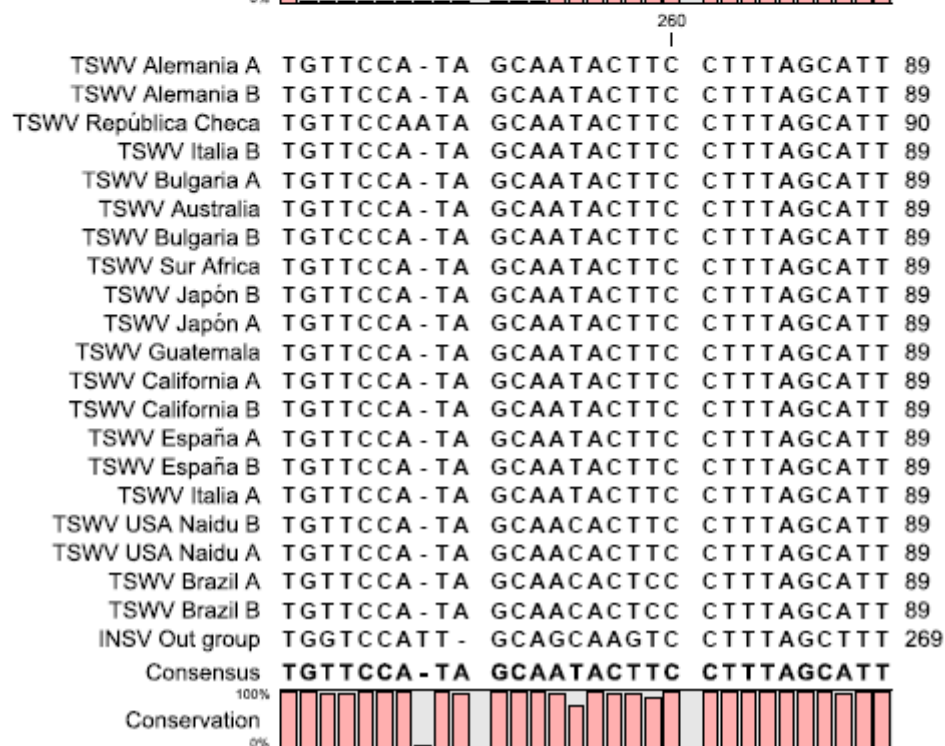 0%
260
TSWV Alemania A TGTTCCA-TA GCAATACTTC CTTTAGCATT 89
TSWV Alemania B TGTTCCA-TA GCAATACTTC CTTTAGCATT 89
TSWV República Checa TGTTCCAATA GCAATACTTC CTTTAGCATT 90
TSWV Italia B TGTTCCA-TA GCAATACTTC CTTTAGCATT 89
TSWV Bulgaria A TGTTCCA-TA GCAATACTTC CTTTAGCATT 89
TSWV Australia TGTTCCA-TA GCAATACTTC CTTTAGCATT 89
TSWV Bulgaria B TGTCCCA-TA GCAATACTTC CTTTAGCATT 89
TSWV Sur Africa TGTTCCA-TA GCAATACTTC CTTTAGCATT 89
TSWV Japón B TGTTCCA-TA GCAATACTTC CTTTAGCATT 89
TSWV Japón A TGTTCCA-TA GCAATACTTC CTTTAGCATT 89
TSWV Guatemala TGTTCCA-TA GCAATACTTC CTTTAGCATT 89
TSWV California A TGTTCCA-TA GCAATACTTC CTTTAGCATT 89
TSWV California B TGTTCCA-TA GCAATACTTC CTTTAGCATT 89
TSWV España A TGTTCCA-TA GCAATACTTC CTTTAGCATT 89
TSWV España B TGTTCCA-TA GCAATACTTC CTTTAGCATT 89
TSWV Italia A TGTTCCA-TA GCAATACTTC CTTTAGCATT 89
TSWV USA Naidu B TGTTCCA-TA GCAACACTTC CTTTAGCATT 89
TSWV USA Naidu A TGTTCCA-TA GCAACACTTC CTTTAGCATT 89
TSWV Brazil A TGTTCCA-TA GCAACACTCC CTTTAGCATT 89
TSWV Brazil B TGTTCCA-TA GCAACACTCC CTTTAGCATT 89
INSV Out group TGGTCCATT- GCAGCAAGTC CTTTAGCTTT 269
Consensus TGTTCCA-TA GCAATACTTC CTTTAGCATT
100%
Conservation
0%